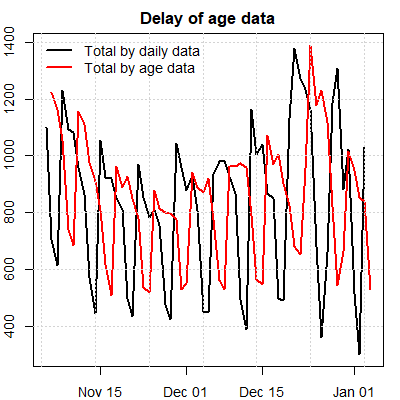 Delay of age data
Total by daily data
Total by age data
1400
1200
1000
800
600
400
Nov 15
Dec 01
Dec 15
Jan 01